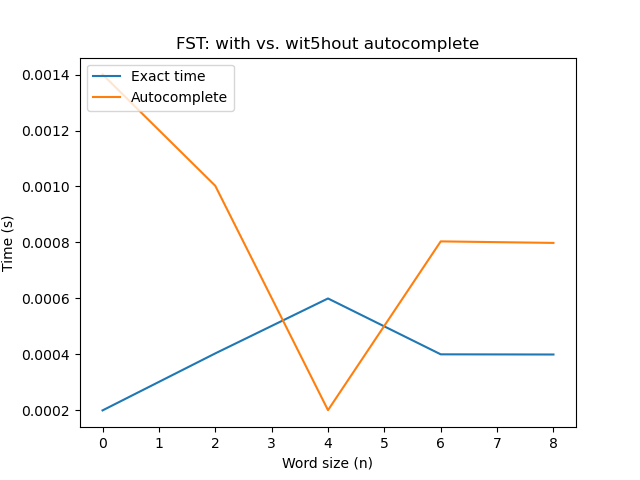 FST: with vs. wit5hout autocomplete
Exact time
Autocomplete
0.0014
0.0012
0.0010
0.0008
0.0006
0.0004
0.0002
Time (s)
0 1 2 3 4 5 6 7 8
Word size (n)